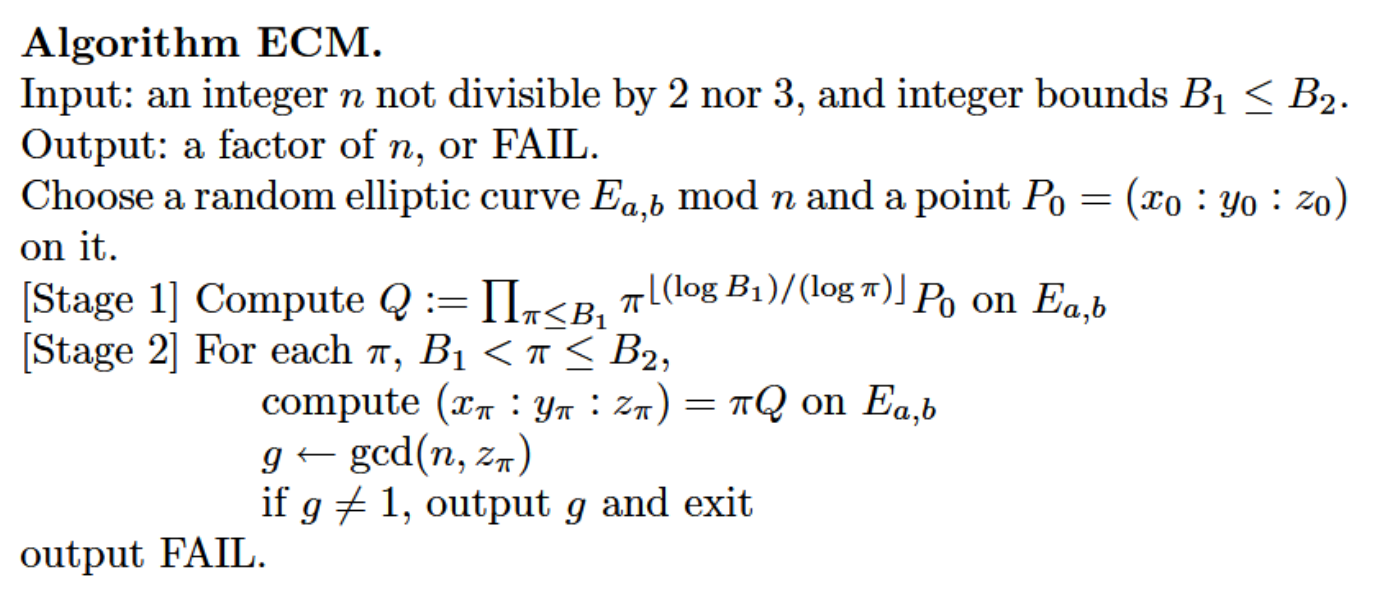 Algorithm ECM.
Input: an integer n not divisible by 2 nor 3, and integer bounds B₁ ≤ B₂.
Output: a factor of n, or FAIL.
Choose a random elliptic curve E_{a,b} mod n and a point P₀ = (x₀ : y₀ : z₀)
on it.
[Stage 1] Compute Q := ∏_{π≤B₁} π^{⌊(log B₁)/(log π)⌋} P₀ on E_{a,b}
[Stage 2] For each π, B₁ < π ≤ B₂,
compute (x_π : y_π : z_π) = πQ on E_{a,b}
g ← gcd(n, z_π)
if g ≠ 1, output g and exit
output FAIL.